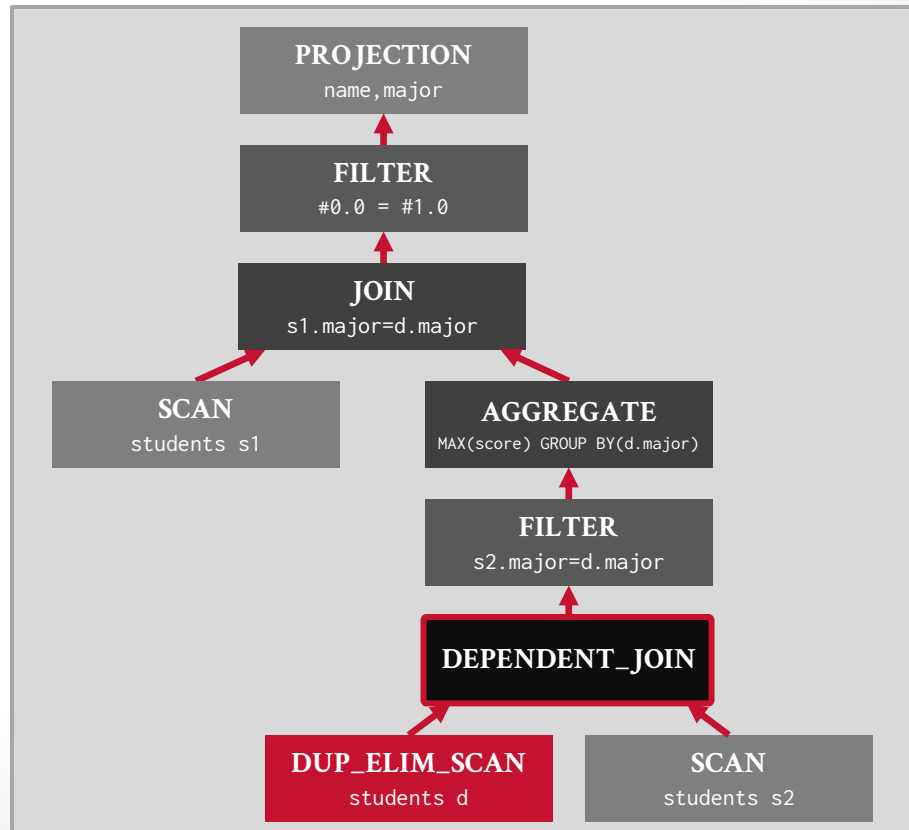 PROJECTION
name,major
FILTER
#0.0 = #1.0
JOIN
s1.major=d.major
SCAN
students s1
AGGREGATE
MAX(score) GROUP BY(d.major)
FILTER
s2.major=d.major
DEPENDENT_JOIN
DUP_ELIM_SCAN
students d
SCAN
students s2